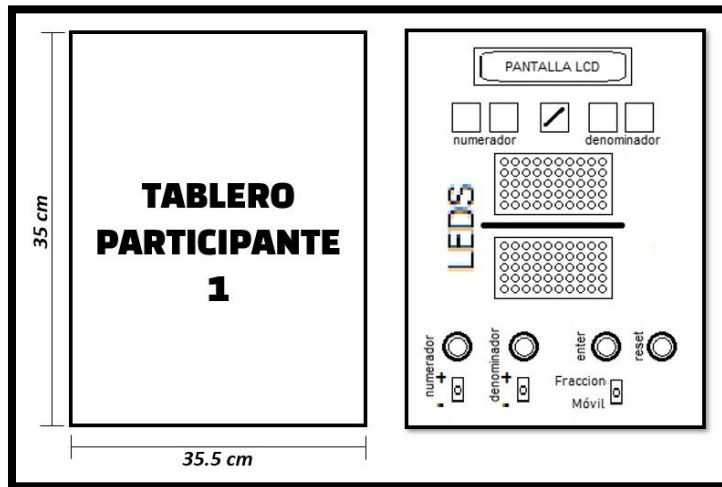 35 cm
TABLERO
PARTICIPANTE
1
35.5 cm
PANTALLA LCD
numerador
denominador
LEDS
numerador
- +
denominador
- +
enter
reset
Fraccion
Móvil